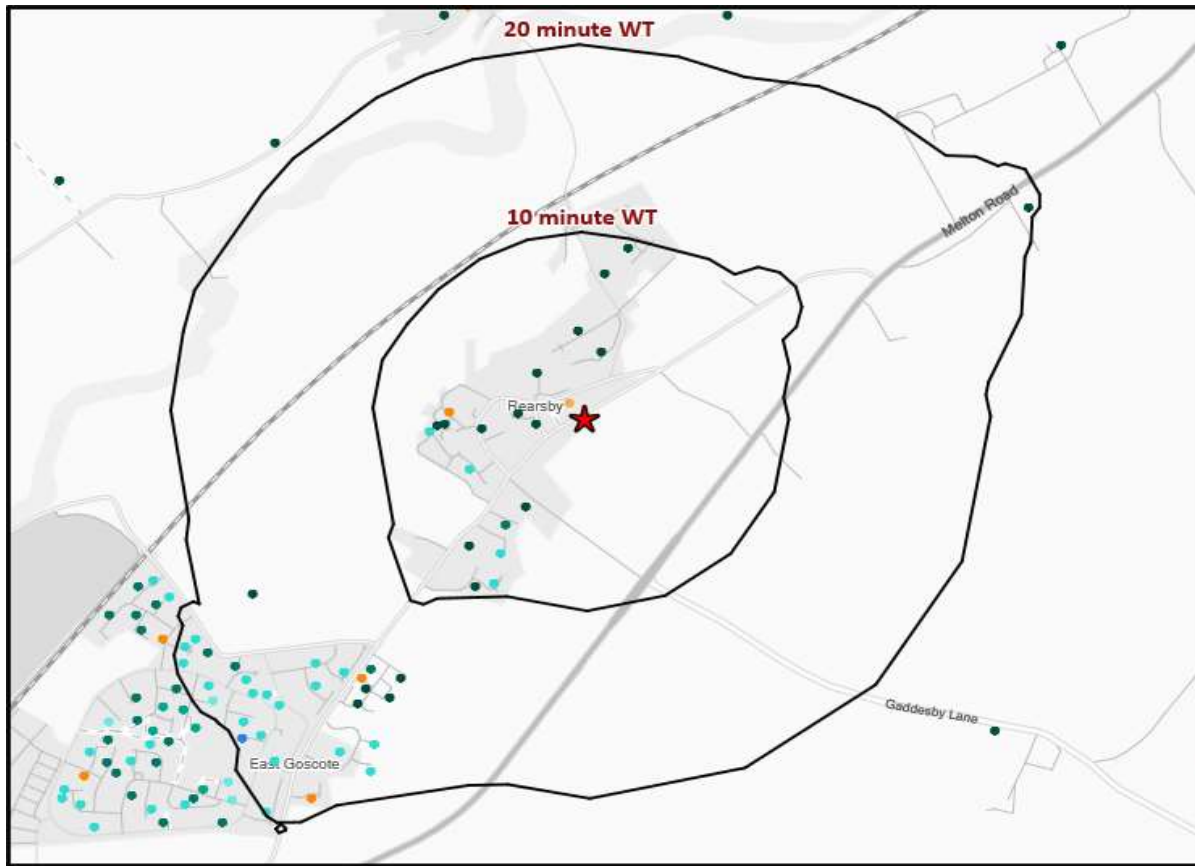 20 minute WT
10 minute WT
Melton Road
Rearsby
Gaddesby Lane
East Goscote